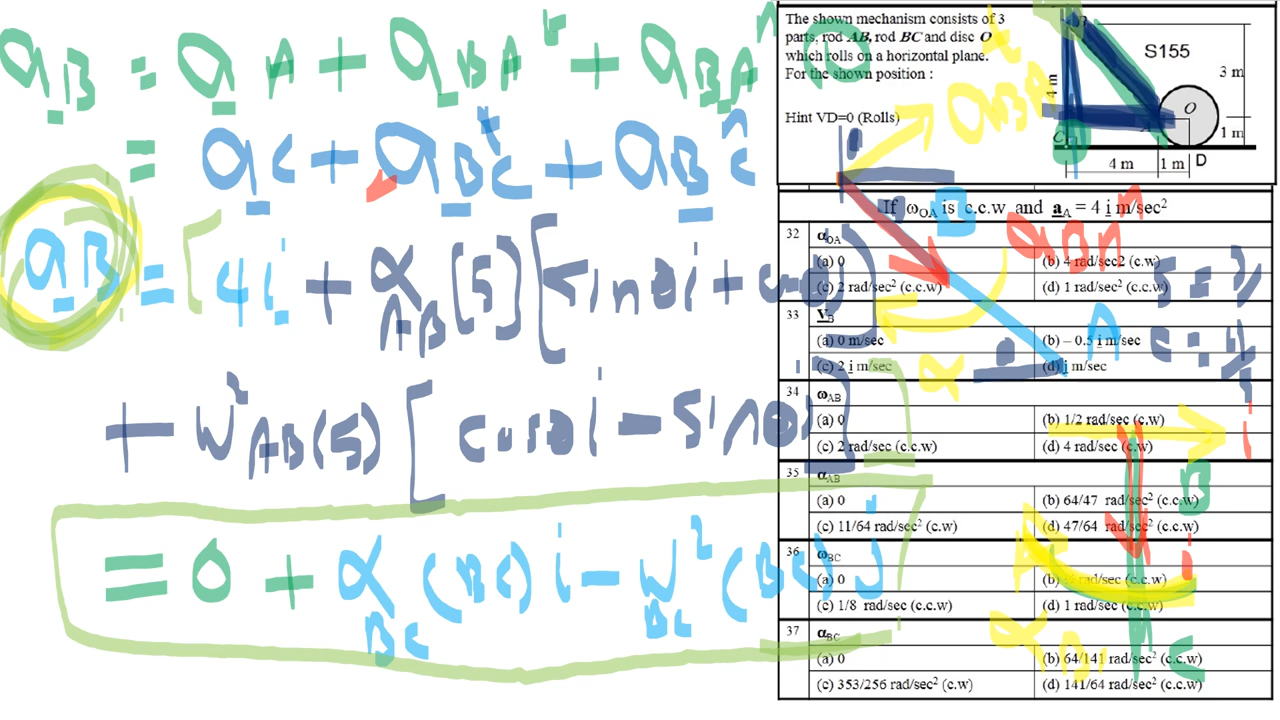 a_B = a_A + a_BA^t + a_BA^n
= a_C + a_BC^t + a_BC^n
a_B = [4i + α_AB (5) [sinθi + cosθ
+ ω²_AB (5) [cosθi – sinθj]
= 0 + α_BC (BC) i – ω²_BC (BC) j
The shown mechanism consists of 3
parts, rod AB, rod BC and disc O
which rolls on a horizontal plane.
For the shown position :
Hint VD=0 (Rolls)
S155
3 m
4 m
O
1 m
C
4 m
1 m
D
If ω_OA is c.c.w and a_A = 4 i m/sec²
32
α_OA
(a) 0
(b) 4 rad/sec2 (c.w)
(c) 2 rad/sec² (c.c.w)
(d) 1 rad/sec² (c.c.w)
33
V_B
(a) 0 m/sec
(b) – 0.5 i m/sec
(c) 2 i m/sec
(d) i m/sec
34
ω_AB
(a) 0
(b) 1/2 rad/sec (c.w)
(c) 2 rad/sec (c.c.w)
(d) 4 rad/sec (c.w)
35
α_AB
(a) 0
(b) 64/47 rad/sec² (c.c.w)
(c) 11/64 rad/sec² (c.w)
(d) 47/64 rad/sec² (c.c.w)
36
ω_BC
(a) 0
(b) rad/sec (c.c.w)
(c) 1/8 rad/sec (c.c.w)
(d) 1 rad/sec (c.c.w)
37
α_BC
(a) 0
(b) 64/141 rad/sec² (c.c.w)
(c) 353/256 rad/sec² (c.w)
(d) 141/64 rad/sec² (c.c.w)
B
A
α
i
B
C